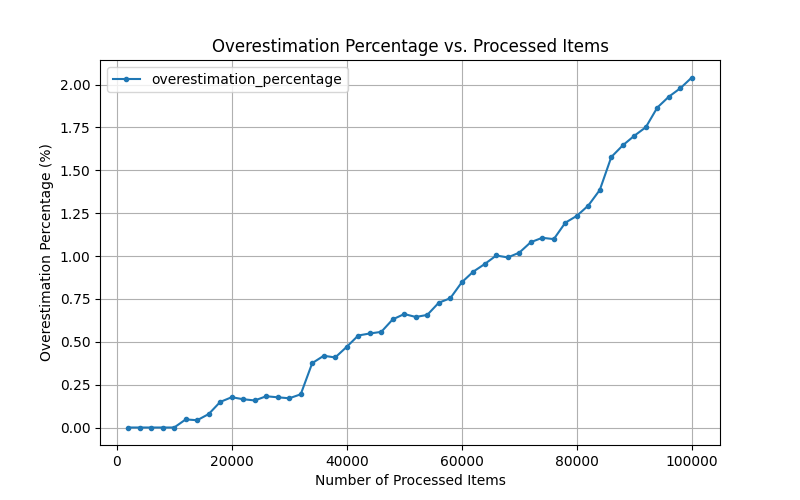 Overestimation Percentage vs. Processed Items
overestimation_percentage
2.00
1.75
1.50
1.25
1.00
0.75
0.50
0.25
0.00
Overestimation Percentage (%)
0 20000 40000 60000 80000 100000
Number of Processed Items